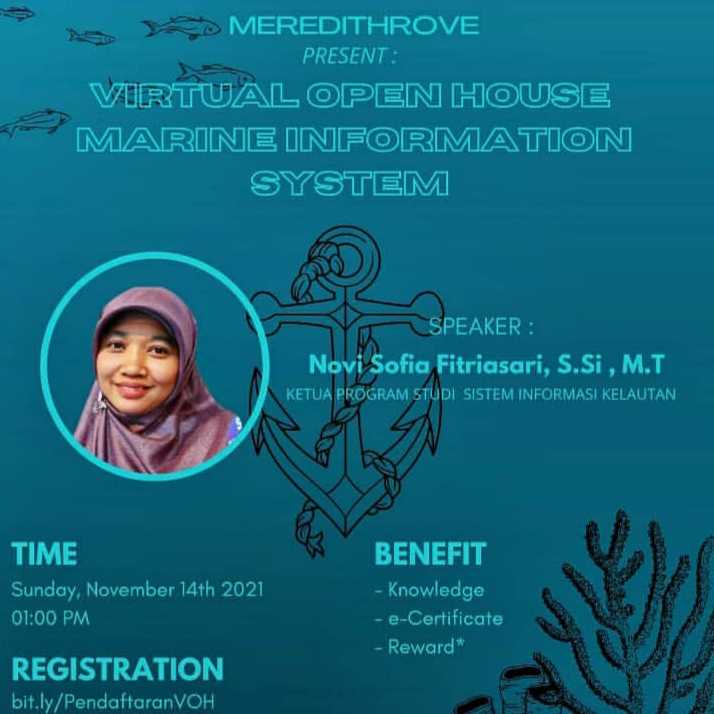 MEREDITHROVE
PRESENT :
VIRTUAL OPEN HOUSE
MARINE INFORMATION
SYSTEM
SPEAKER :
Novi Sofia Fitriasari, S.Si , M.T
KETUA PROGRAM STUDI SISTEM INFORMASI KELAUTAN
TIME
Sunday, November 14th 2021
01:00 PM
BENEFIT
- Knowledge
- e-Certificate
- Reward*
REGISTRATION
bit.ly/PendaftaranVOH